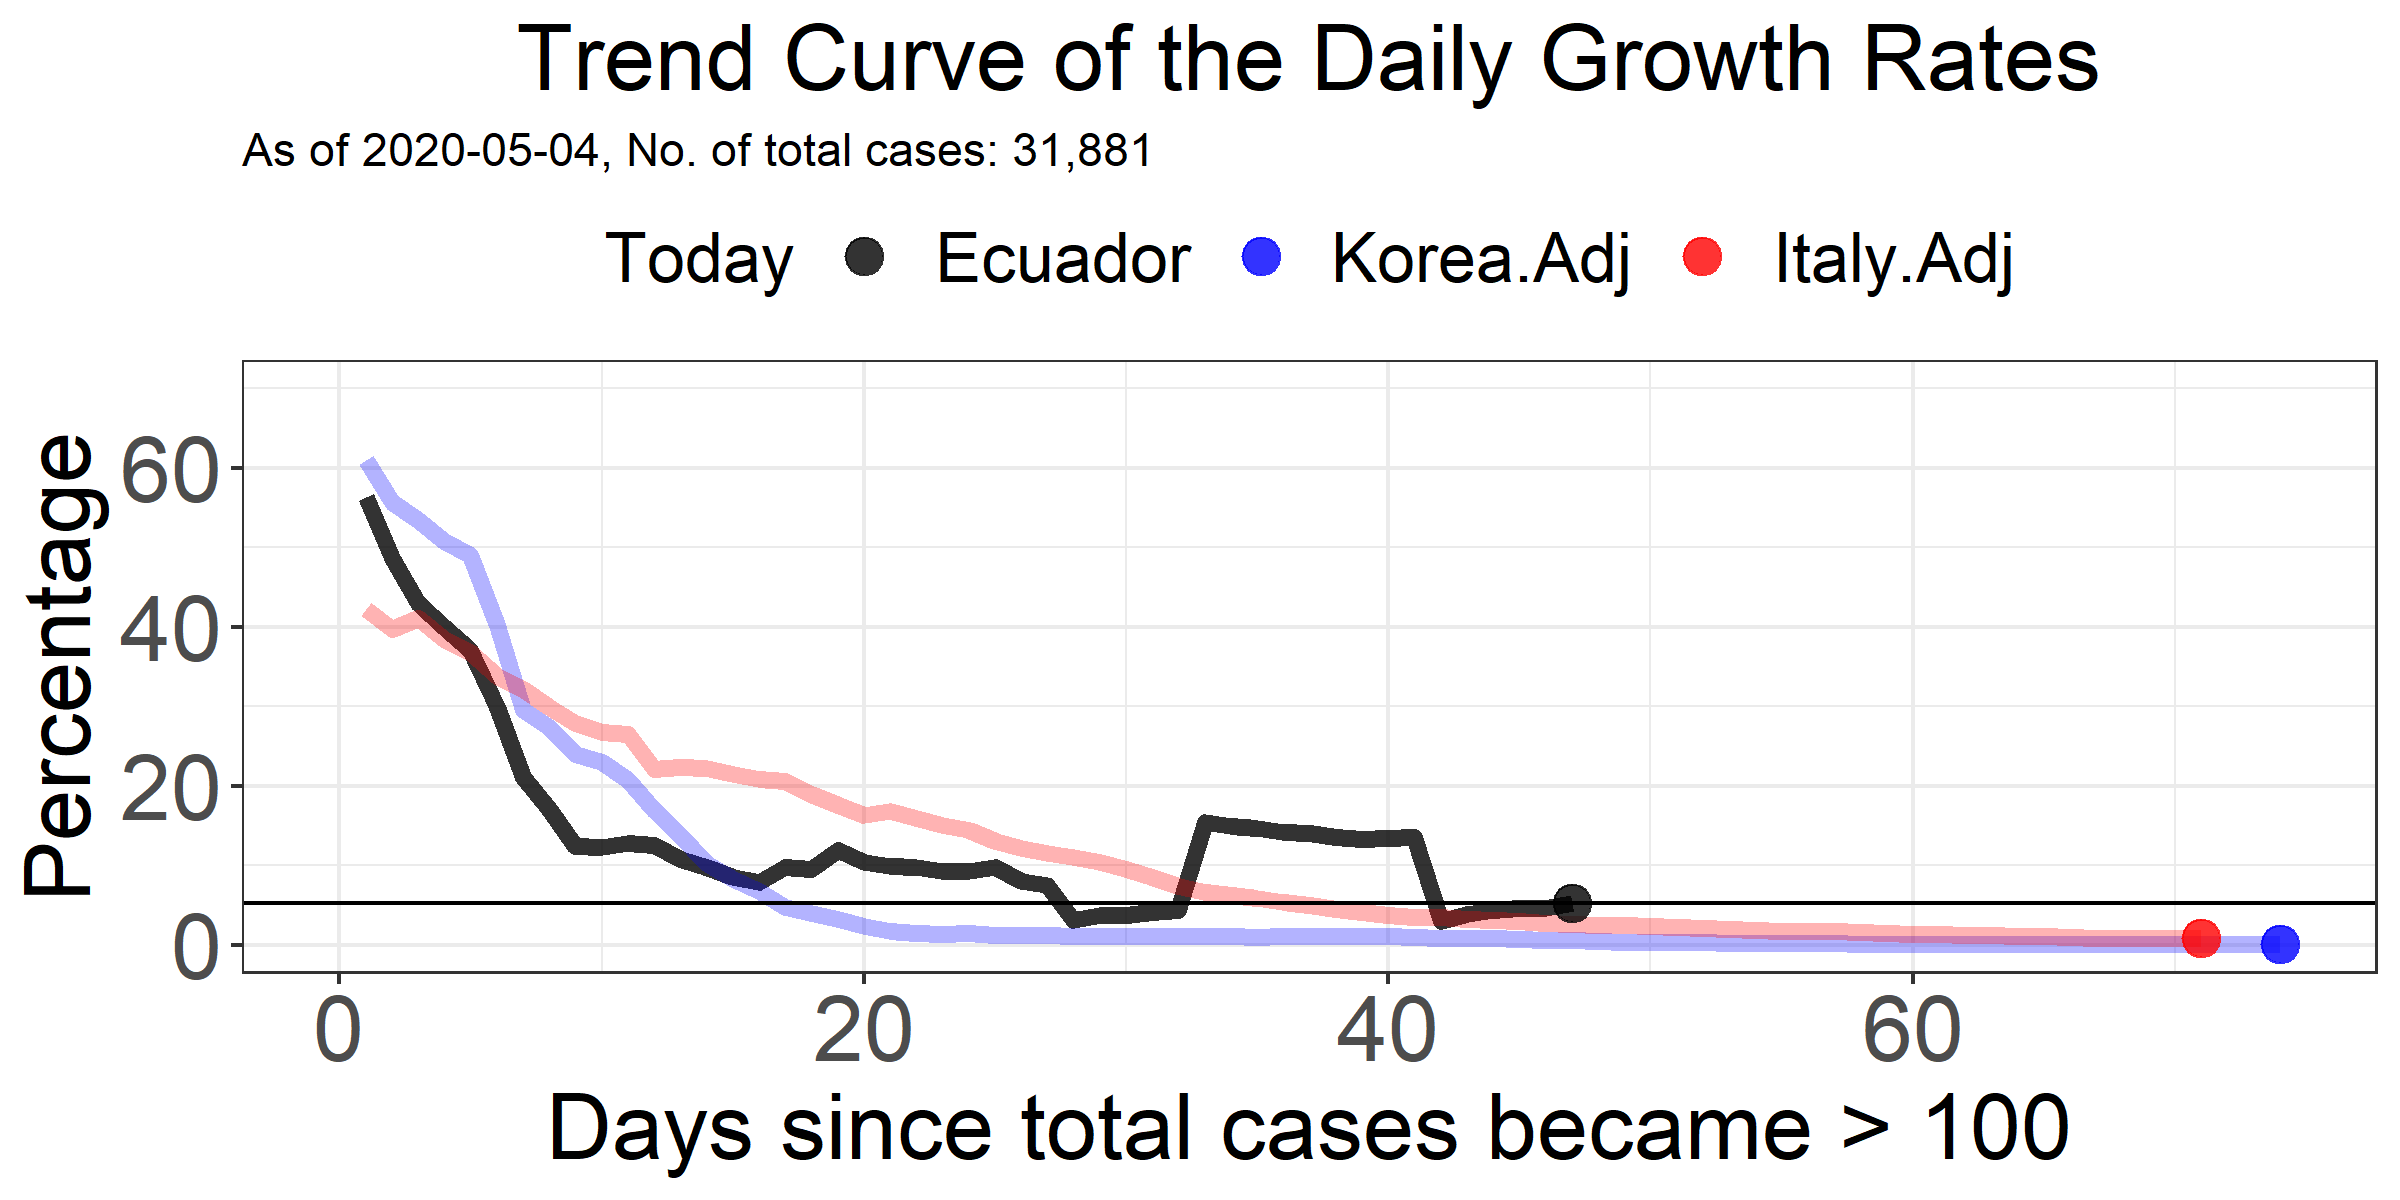 Trend Curve of the Daily Growth Rates
As of 2020-05-04, No. of total cases: 31,881
Today Ecuador Korea.Adj Italy.Adj
Percentage
60
40
20
0
0 20 40 60
Days since total cases became > 100